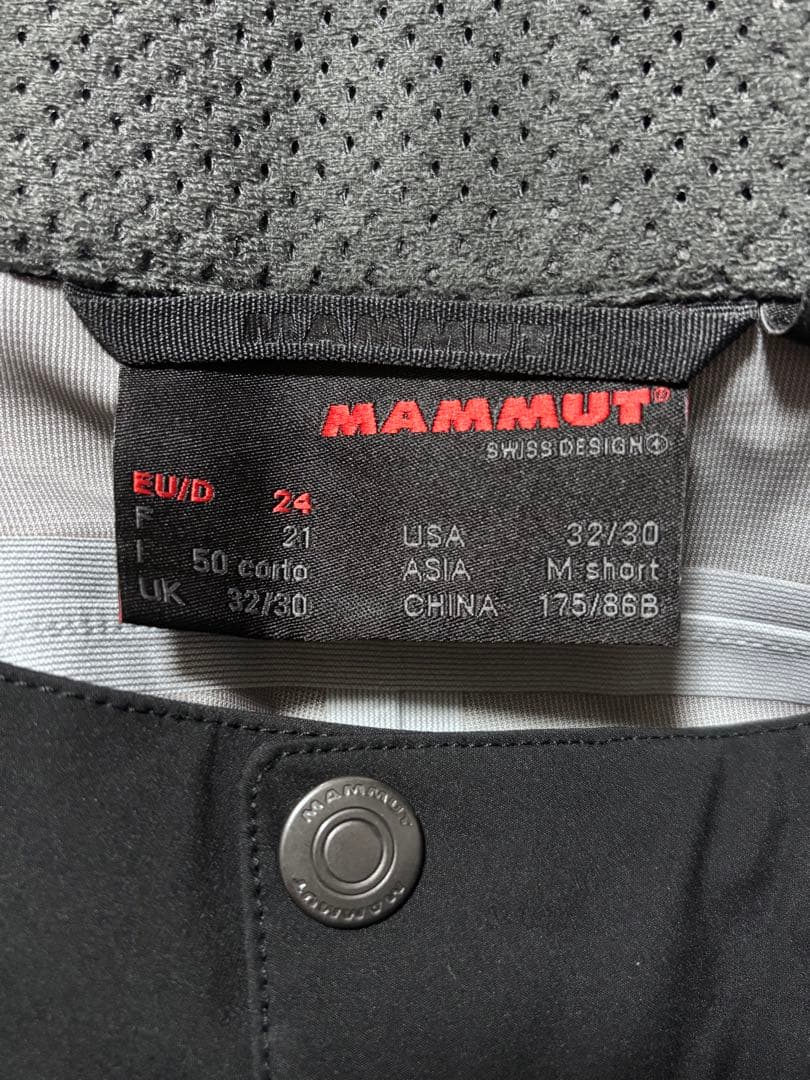 MAMMUT
MAMMUT®
SWISS DESIGN
EU/D 24
F 21 USA 32/30
I 50 corto ASIA M short
UK 32/30 CHINA 175/86B
MAMMUT
MAMMUT